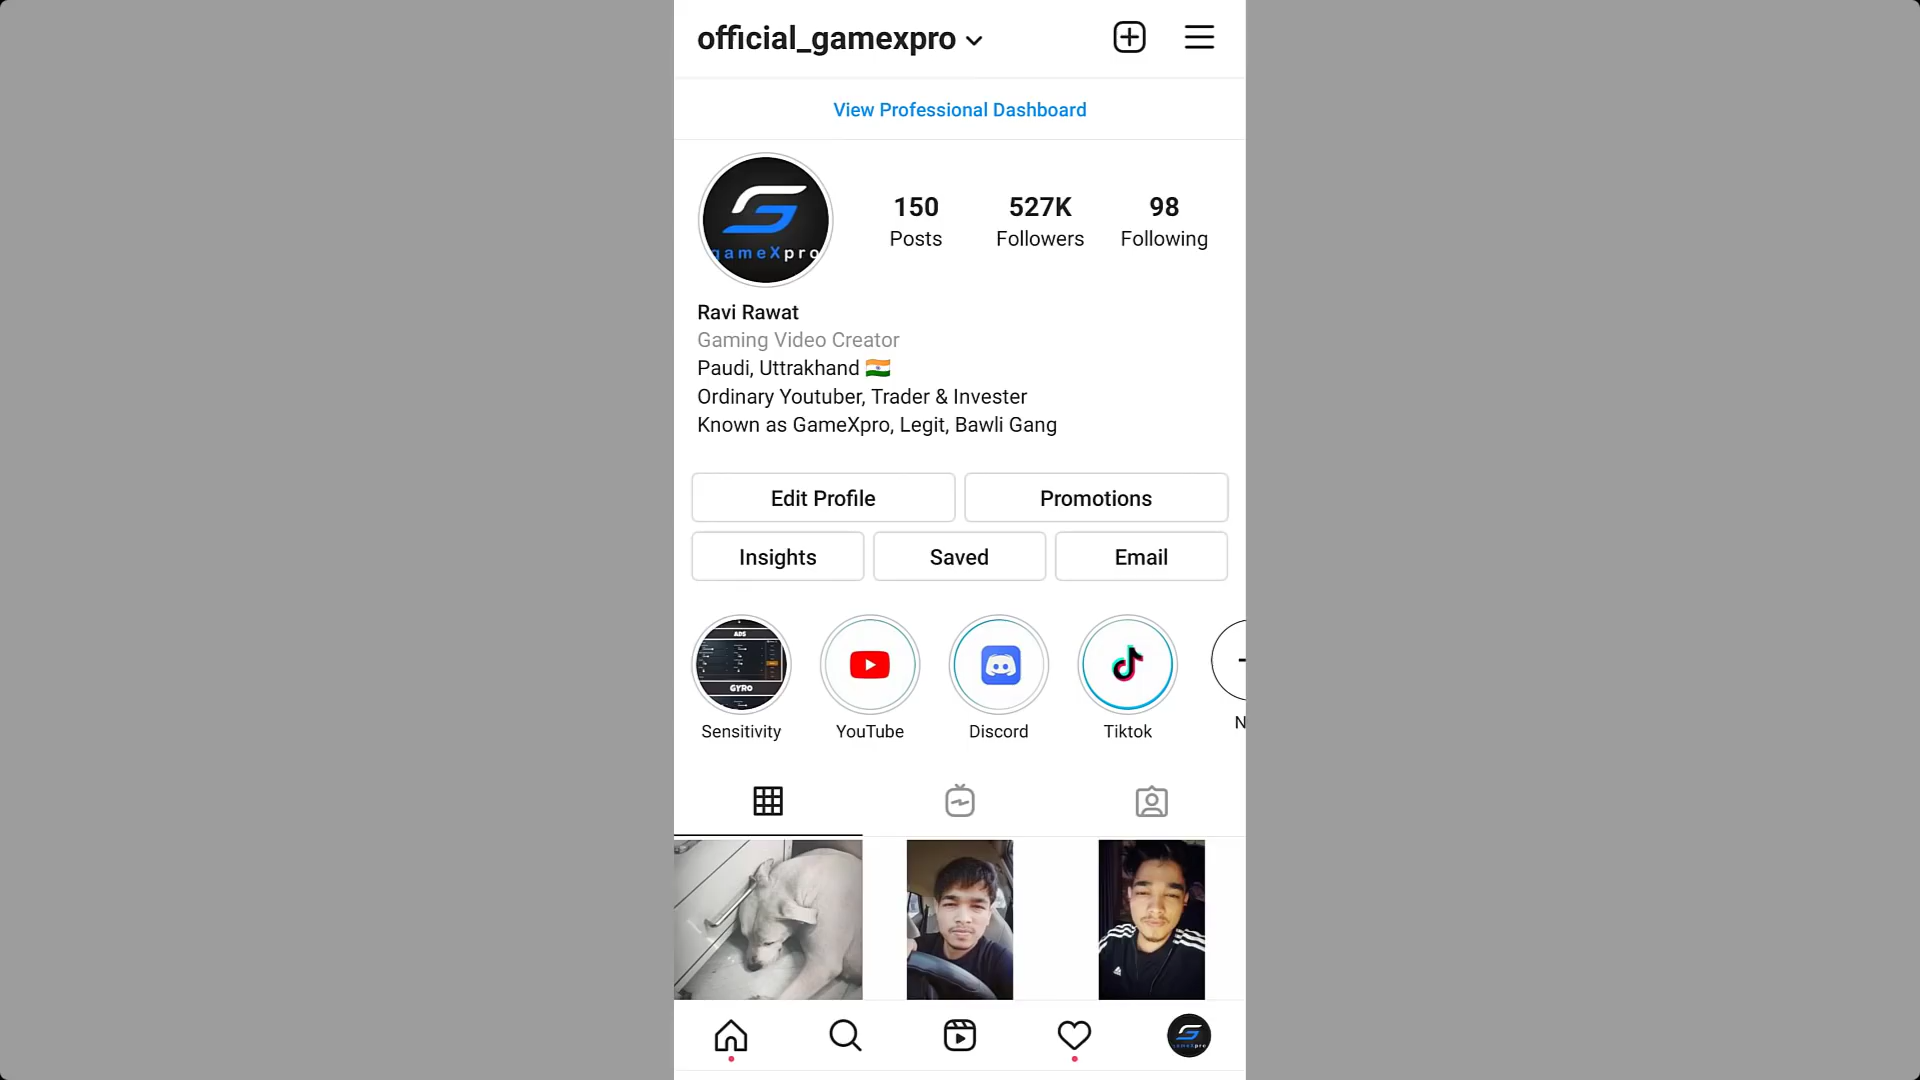 official_gamexpro
View Professional Dashboard
gameXpro
150
Posts
527K
Followers
98
Following
Ravi Rawat
Gaming Video Creator
Paudi, Uttrakhand 🇮🇳
Ordinary Youtuber, Trader & Invester
Known as GameXpro, Legit, Bawli Gang
Edit Profile
Promotions
Insights
Saved
Email
ADS
GYRO
Sensitivity
YouTube
Discord
Tiktok
N